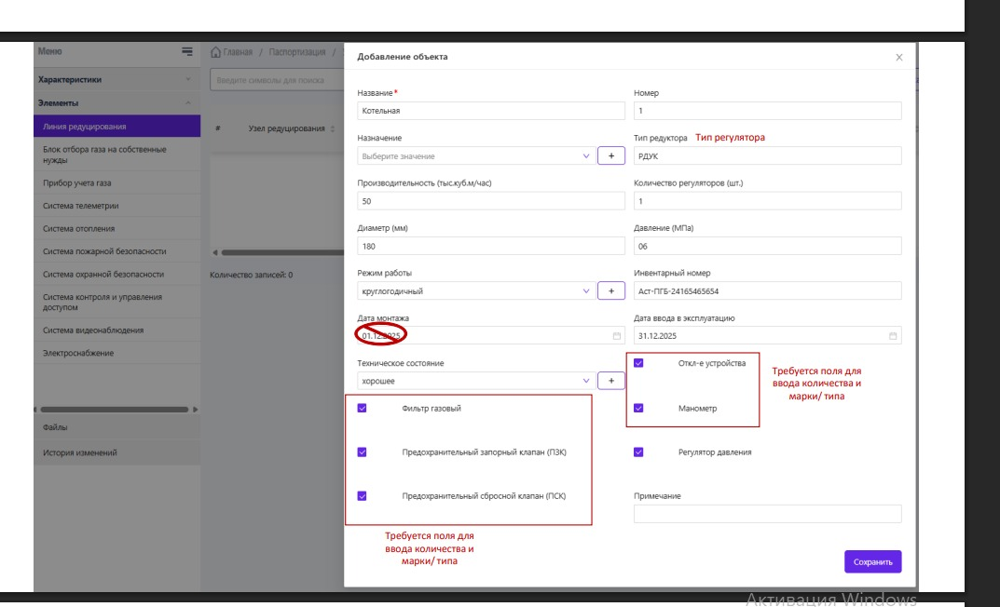 Меню
Главная / Паспортизация /
Добавление объекта
Характеристики
Введите символы для поиска
Название*
Номер
Элементы
Котельная
1
Линия редуцирования
# Узел редуцирования
Назначение
Тип редуктора Тип регулятора
Блок отбора газа на собственные
нужды
Выберите значение
+
РДУК
Прибор учета газа
Производительность (тыс.куб.м/час)
Количество регуляторов (шт.)
50
1
Система телеметрии
Система отопления
Диаметр (мм)
Давление (МПа)
180
06
Система пожарной безопасности
Система охранной безопасности
Количество записей: 0
Режим работы
Инвентарный номер
круглогодичный
+
Аст-ПГБ-24165465654
Система контроля и управления
доступом
Дата монтажа
Дата ввода в эксплуатацию
Система видеонаблюдения
01.12.2025
31.12.2025
Электроснабжение
Техническое состояние
Откл-е устройства
хорошее
+
Требуется поля для
ввода количества и
марки/ типа
Фильтр газовый
Манометр
Файлы
История изменений
Предохранительный запорный клапан (ПЗК)
Регулятор давления
Предохранительный сбросной клапан (ПСК)
Примечание
Требуется поля для
ввода количества и
марки/ типа
Сохранить
Активация Windows